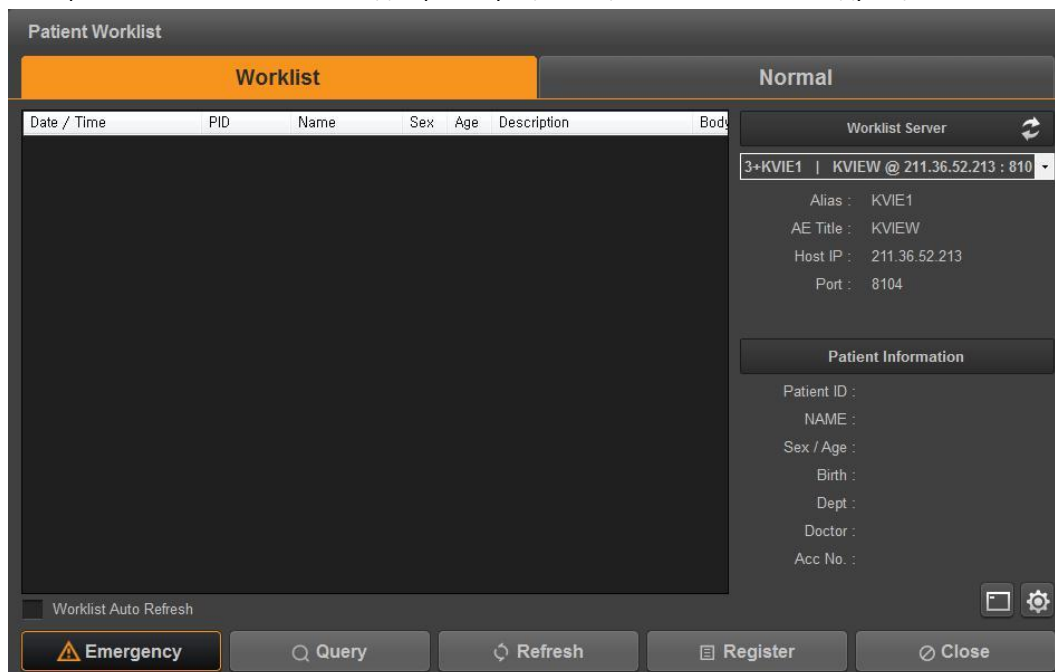 Patient Worklist
Worklist
Normal
Date / Time PID Name Sex Age Description Body
Worklist Server
3+KVIE1 | KVIEW @ 211.36.52.213 : 810
Alias : KVIE1
AE Title : KVIEW
Host IP : 211.36.52.213
Port : 8104
Patient Information
Patient ID :
NAME :
Sex / Age :
Birth :
Dept :
Doctor :
Acc No. :
Worklist Auto Refresh
Emergency
Query
Refresh
Register
Close